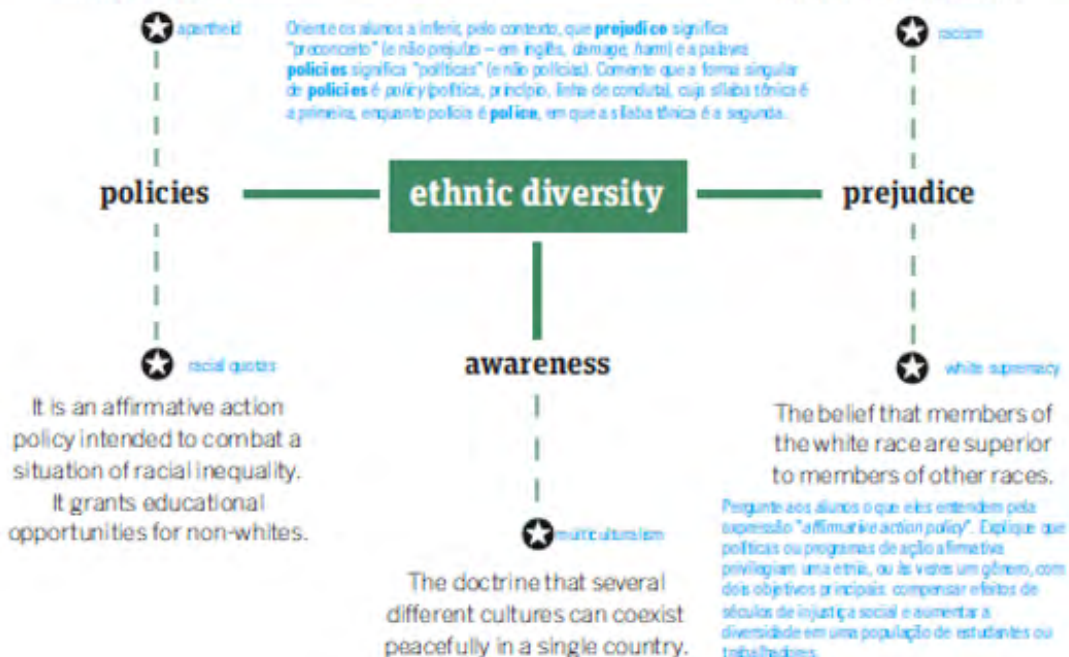 apartheid
Oriente os alunos a inferir, pelo contexto, que prejudice significa
"preconceito" (e não prejuízo – em inglês, damage, harm) e a palavra
policies significa "políticas" (e não polícias). Comente que a forma singular
de policies é policy (política, princípio, linha de conduta), cuja sílaba tônica é
a primeira, enquanto polícia é police, em que a sílaba tônica é a segunda.
racism
policies
ethnic diversity
prejudice
racial quotas
awareness
white supremacy
It is an affirmative action
policy intended to combat a
situation of racial inequality.
It grants educational
opportunities for non-whites.
The belief that members of
the white race are superior
to members of other races.
multiculturalism
The doctrine that several
different cultures can coexist
peacefully in a single country.
Pergunte aos alunos o que eles entendem pela
expressão "affirmative action policy". Explique que
políticas ou programas de ação afirmativa
privilegiam uma etnia, ou às vezes um gênero, com
dois objetivos principais: compensar efeitos de
séculos de injustiça social e aumentar a
diversidade em uma população de estudantes ou
trabalhadores.